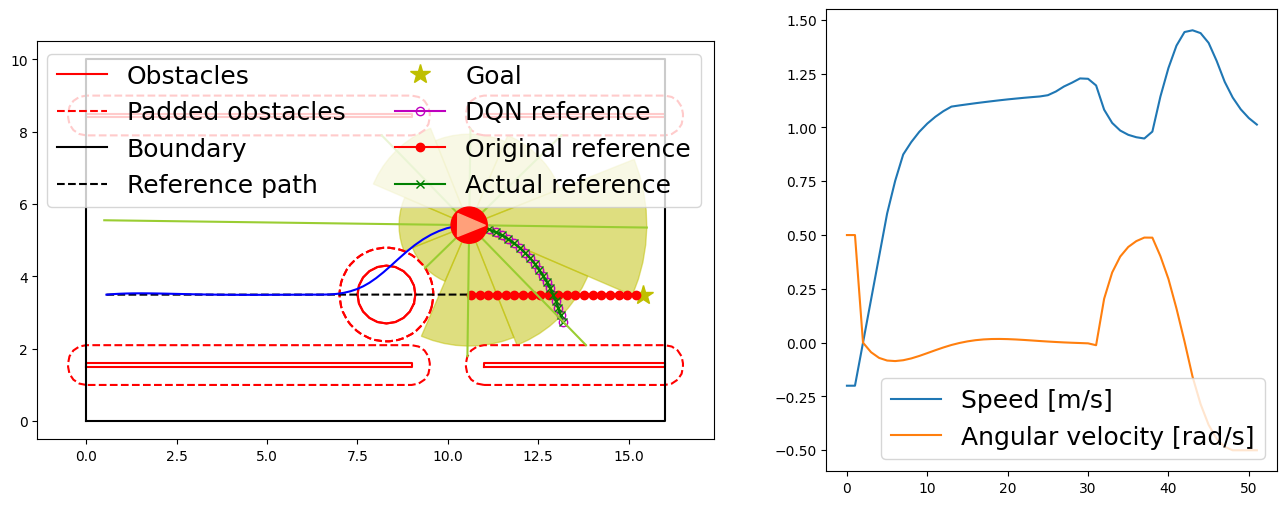 10
8
6
4
2
0
0.0 2.5 5.0 7.5 10.0 12.5 15.0
Obstacles
Padded obstacles
Boundary
Reference path
Goal
DQN reference
Original reference
Actual reference
1.50
1.25
1.00
0.75
0.50
0.25
0.00
−0.25
−0.50
0 10 20 30 40 50
Speed [m/s]
Angular velocity [rad/s]